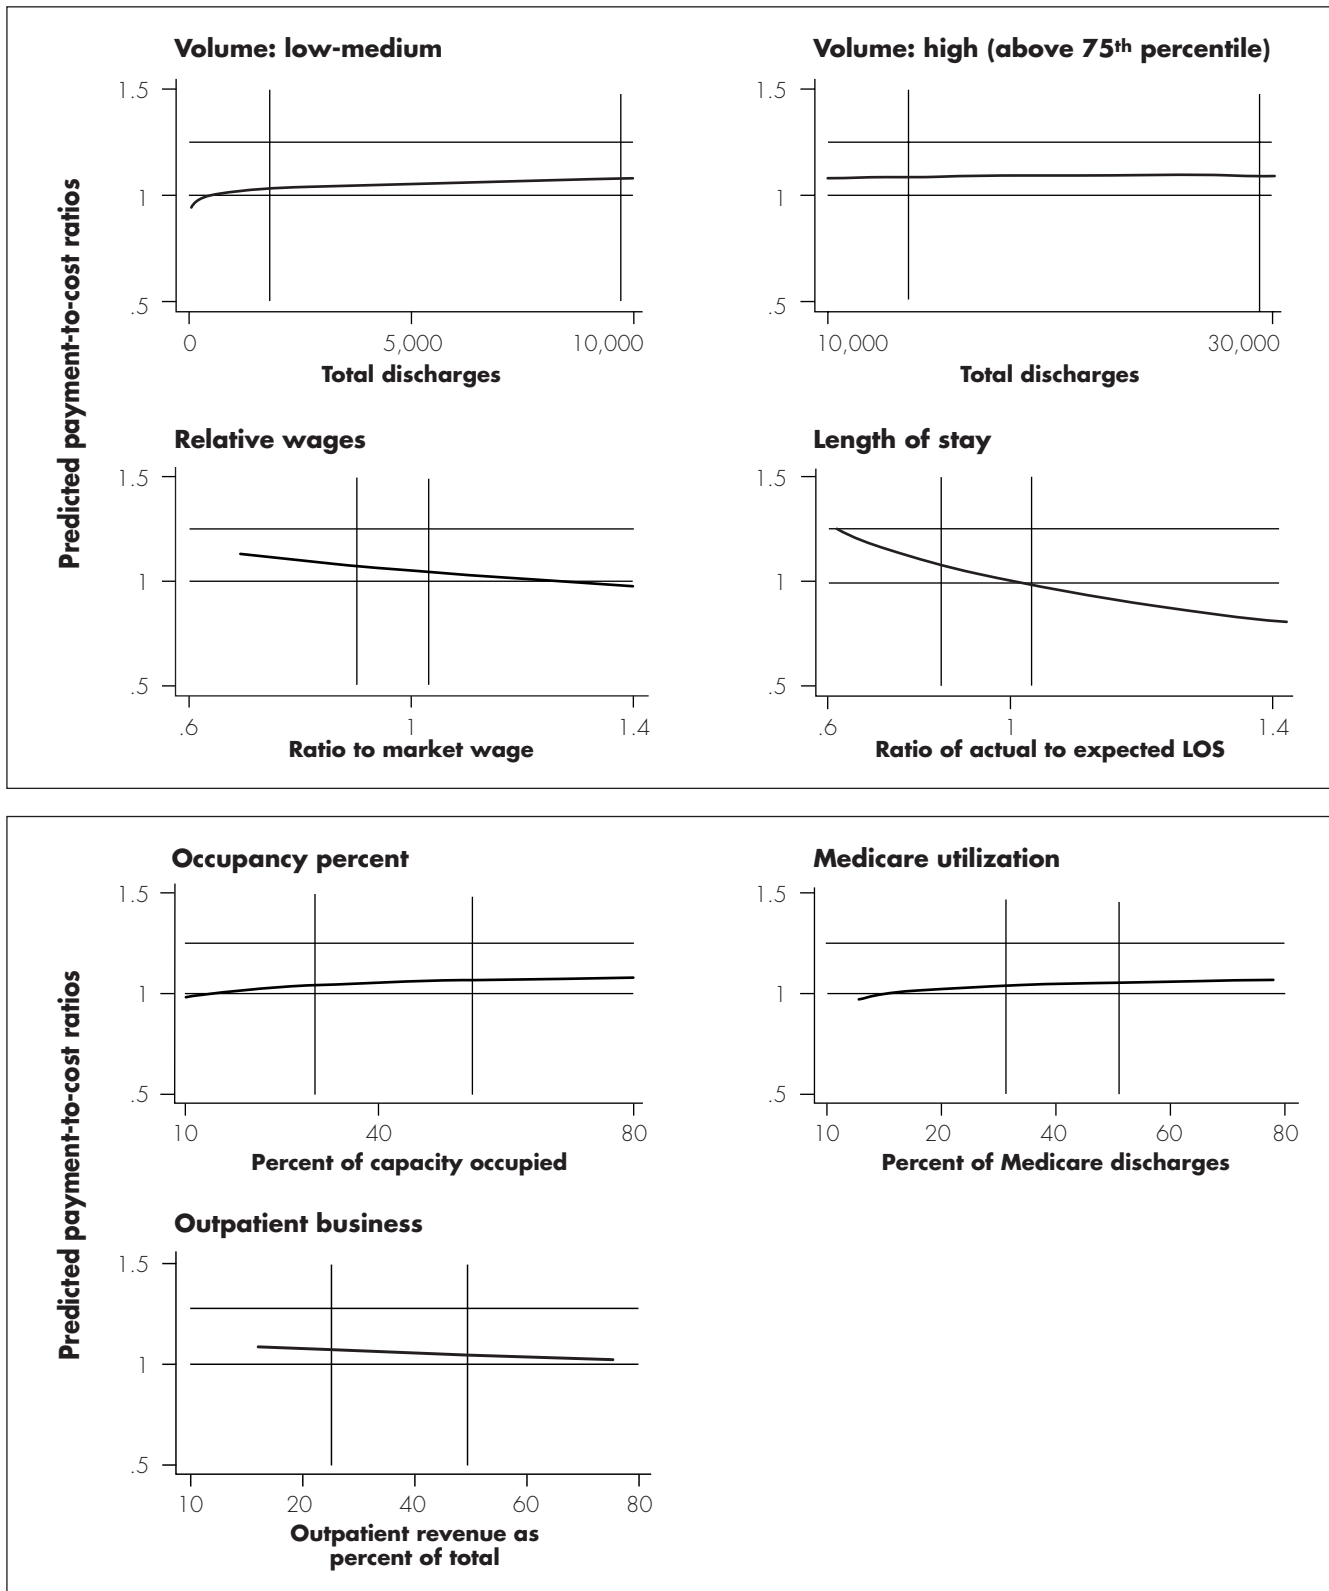 Predicted payment-to-cost ratios
Volume: low-medium
1.5
1
.5
0
5,000
10,000
Total discharges
Volume: high (above 75th percentile)
1.5
1
.5
10,000
30,000
Total discharges
Relative wages
1.5
1
.5
.6
1
1.4
Ratio to market wage
Length of stay
1.5
1
.5
.6
1
1.4
Ratio of actual to expected LOS
Predicted payment-to-cost ratios
Occupancy percent
1.5
1
.5
10
40
80
Percent of capacity occupied
Medicare utilization
1.5
1
.5
10
20
40
60
80
Percent of Medicare discharges
Outpatient business
1.5
1
.5
10
20
40
60
80
Outpatient revenue as
percent of total